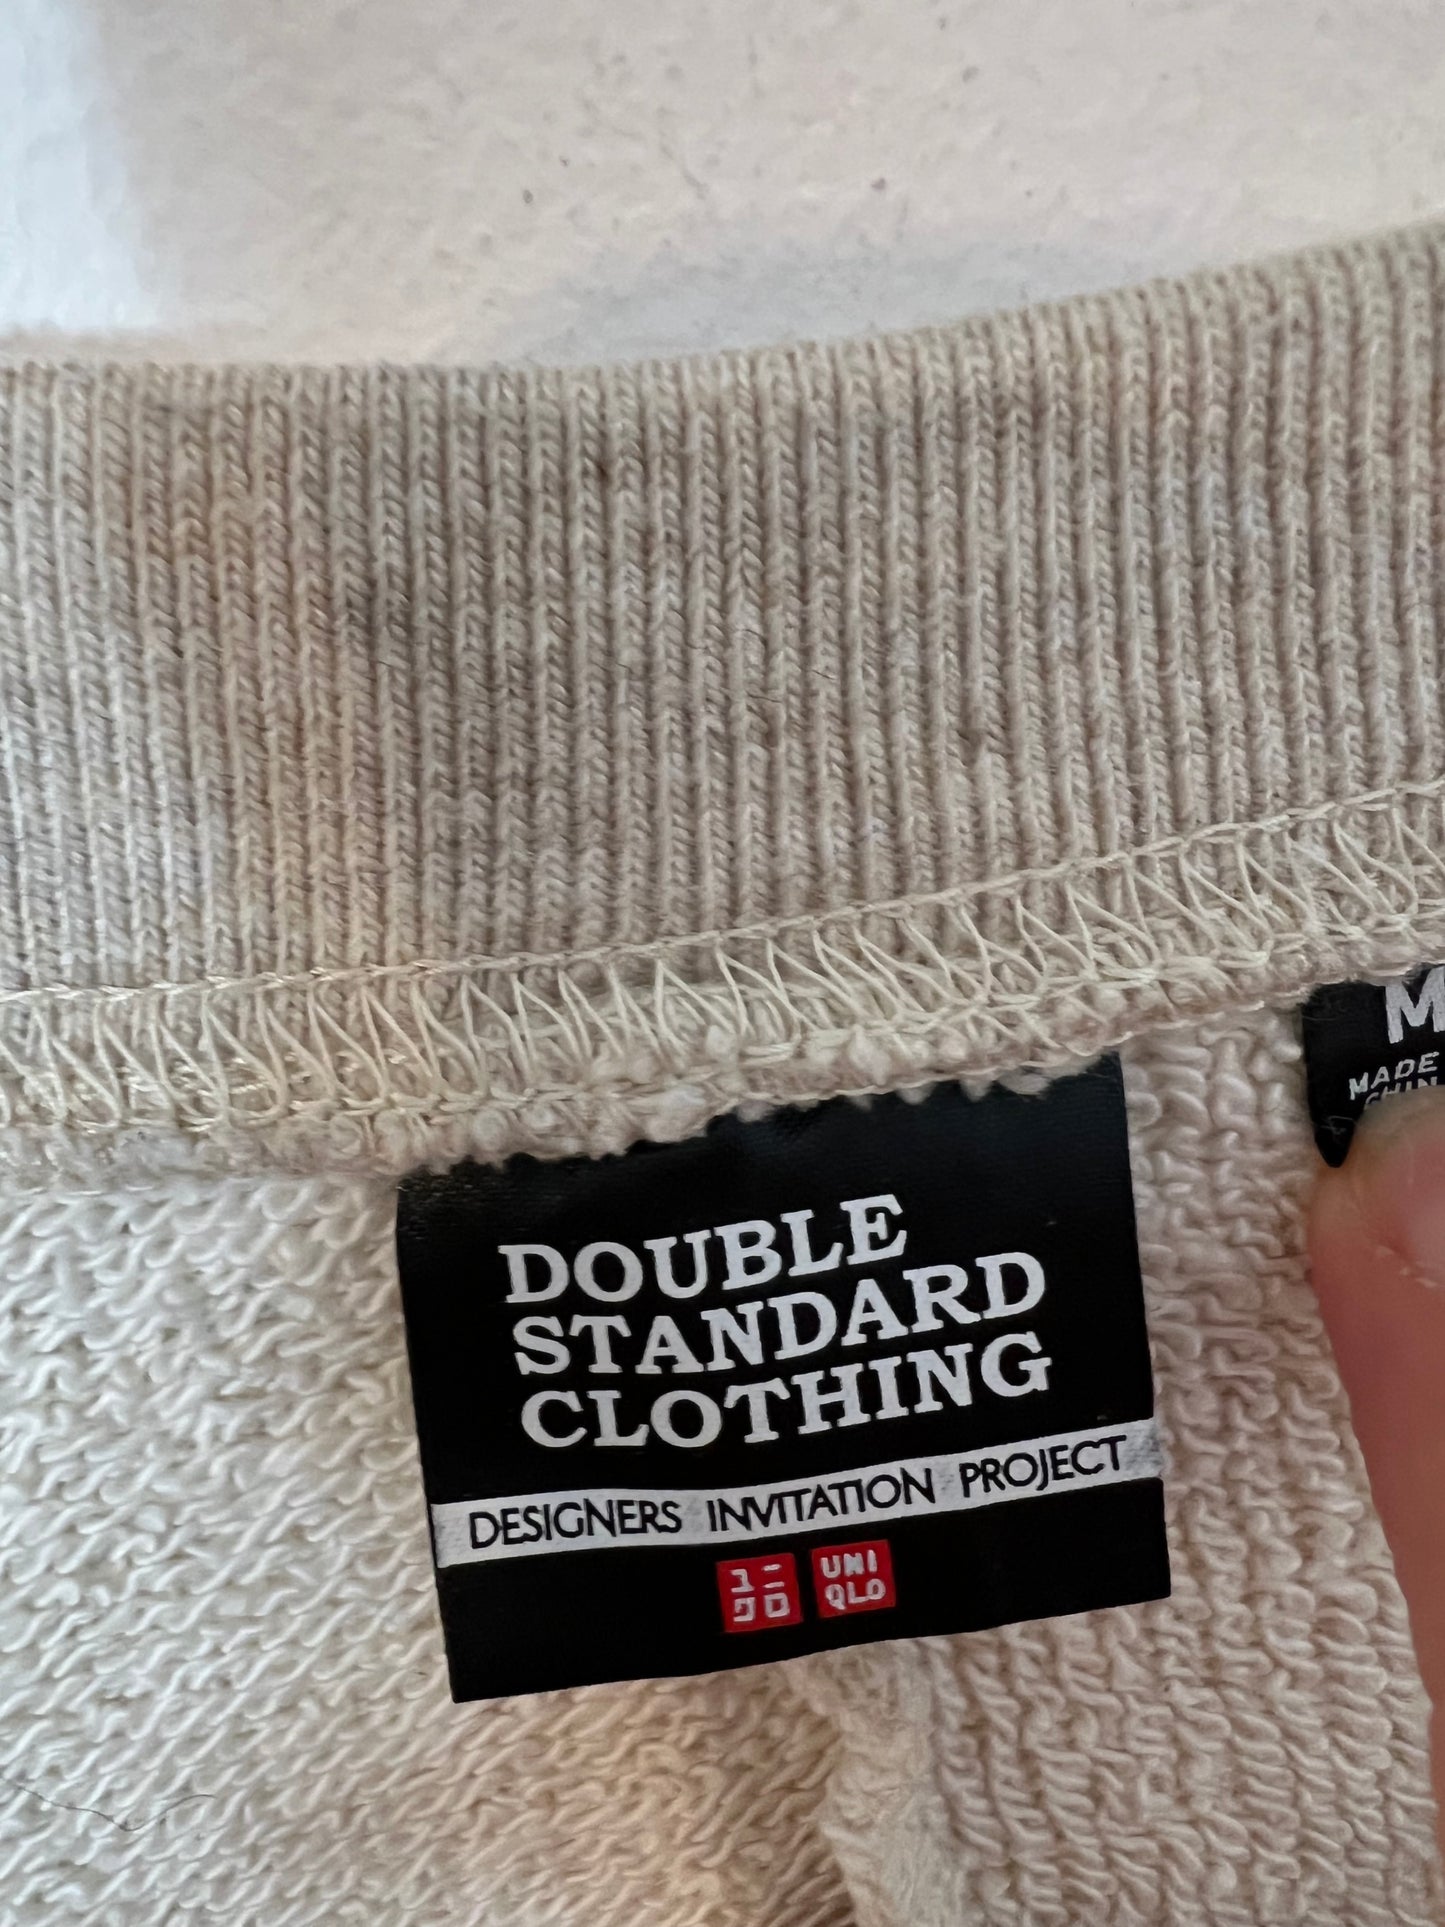 DOUBLE
STANDARD
CLOTHING
DESIGNERS INVITATION PROJECT
ユニ
クロ
UNI
QLO
M
MADE